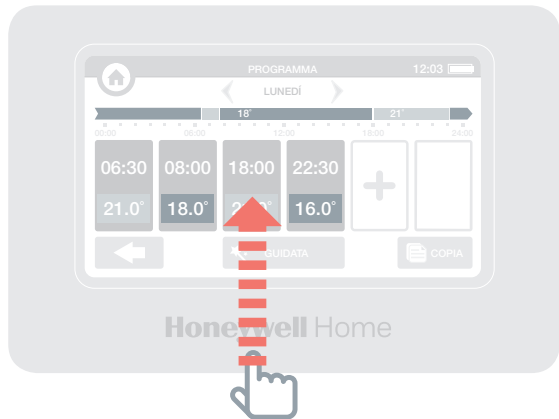 PROGRAMMA 12:03
LUNEDÌ
18° 21°
00:00 06:00 12:00 18:00 24:00
06:30 08:00 18:00 22:30
21.0° 18.0° 16.0°
GUIDATA COPIA
Honeywell Home